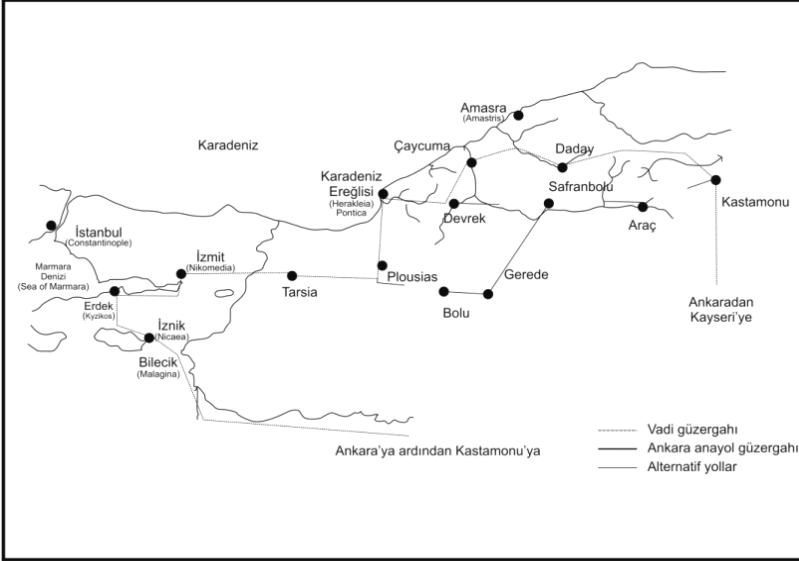 Amasra
(Amastris)
Karadeniz
Çaycuma
Daday
Karadeniz
Ereğlisi
(Herakleia)
Pontica
Safranbolu
Kastamonu
Devrek
Araç
İstanbul
(Constantinople)
İzmit
(Nikomedia)
Marmara
Denizi
(Sea of Marmara)
Plousias
Gerede
Tarsia
Erdek
(Kyzikos)
Bolu
Ankaradan
Kayseri'ye
İznik
(Nicaea)
Bilecik
(Malagina)
Ankara'ya ardından Kastamonu'ya
Vadi güzergahı
Ankara anayol güzergahı
Alternatif yollar